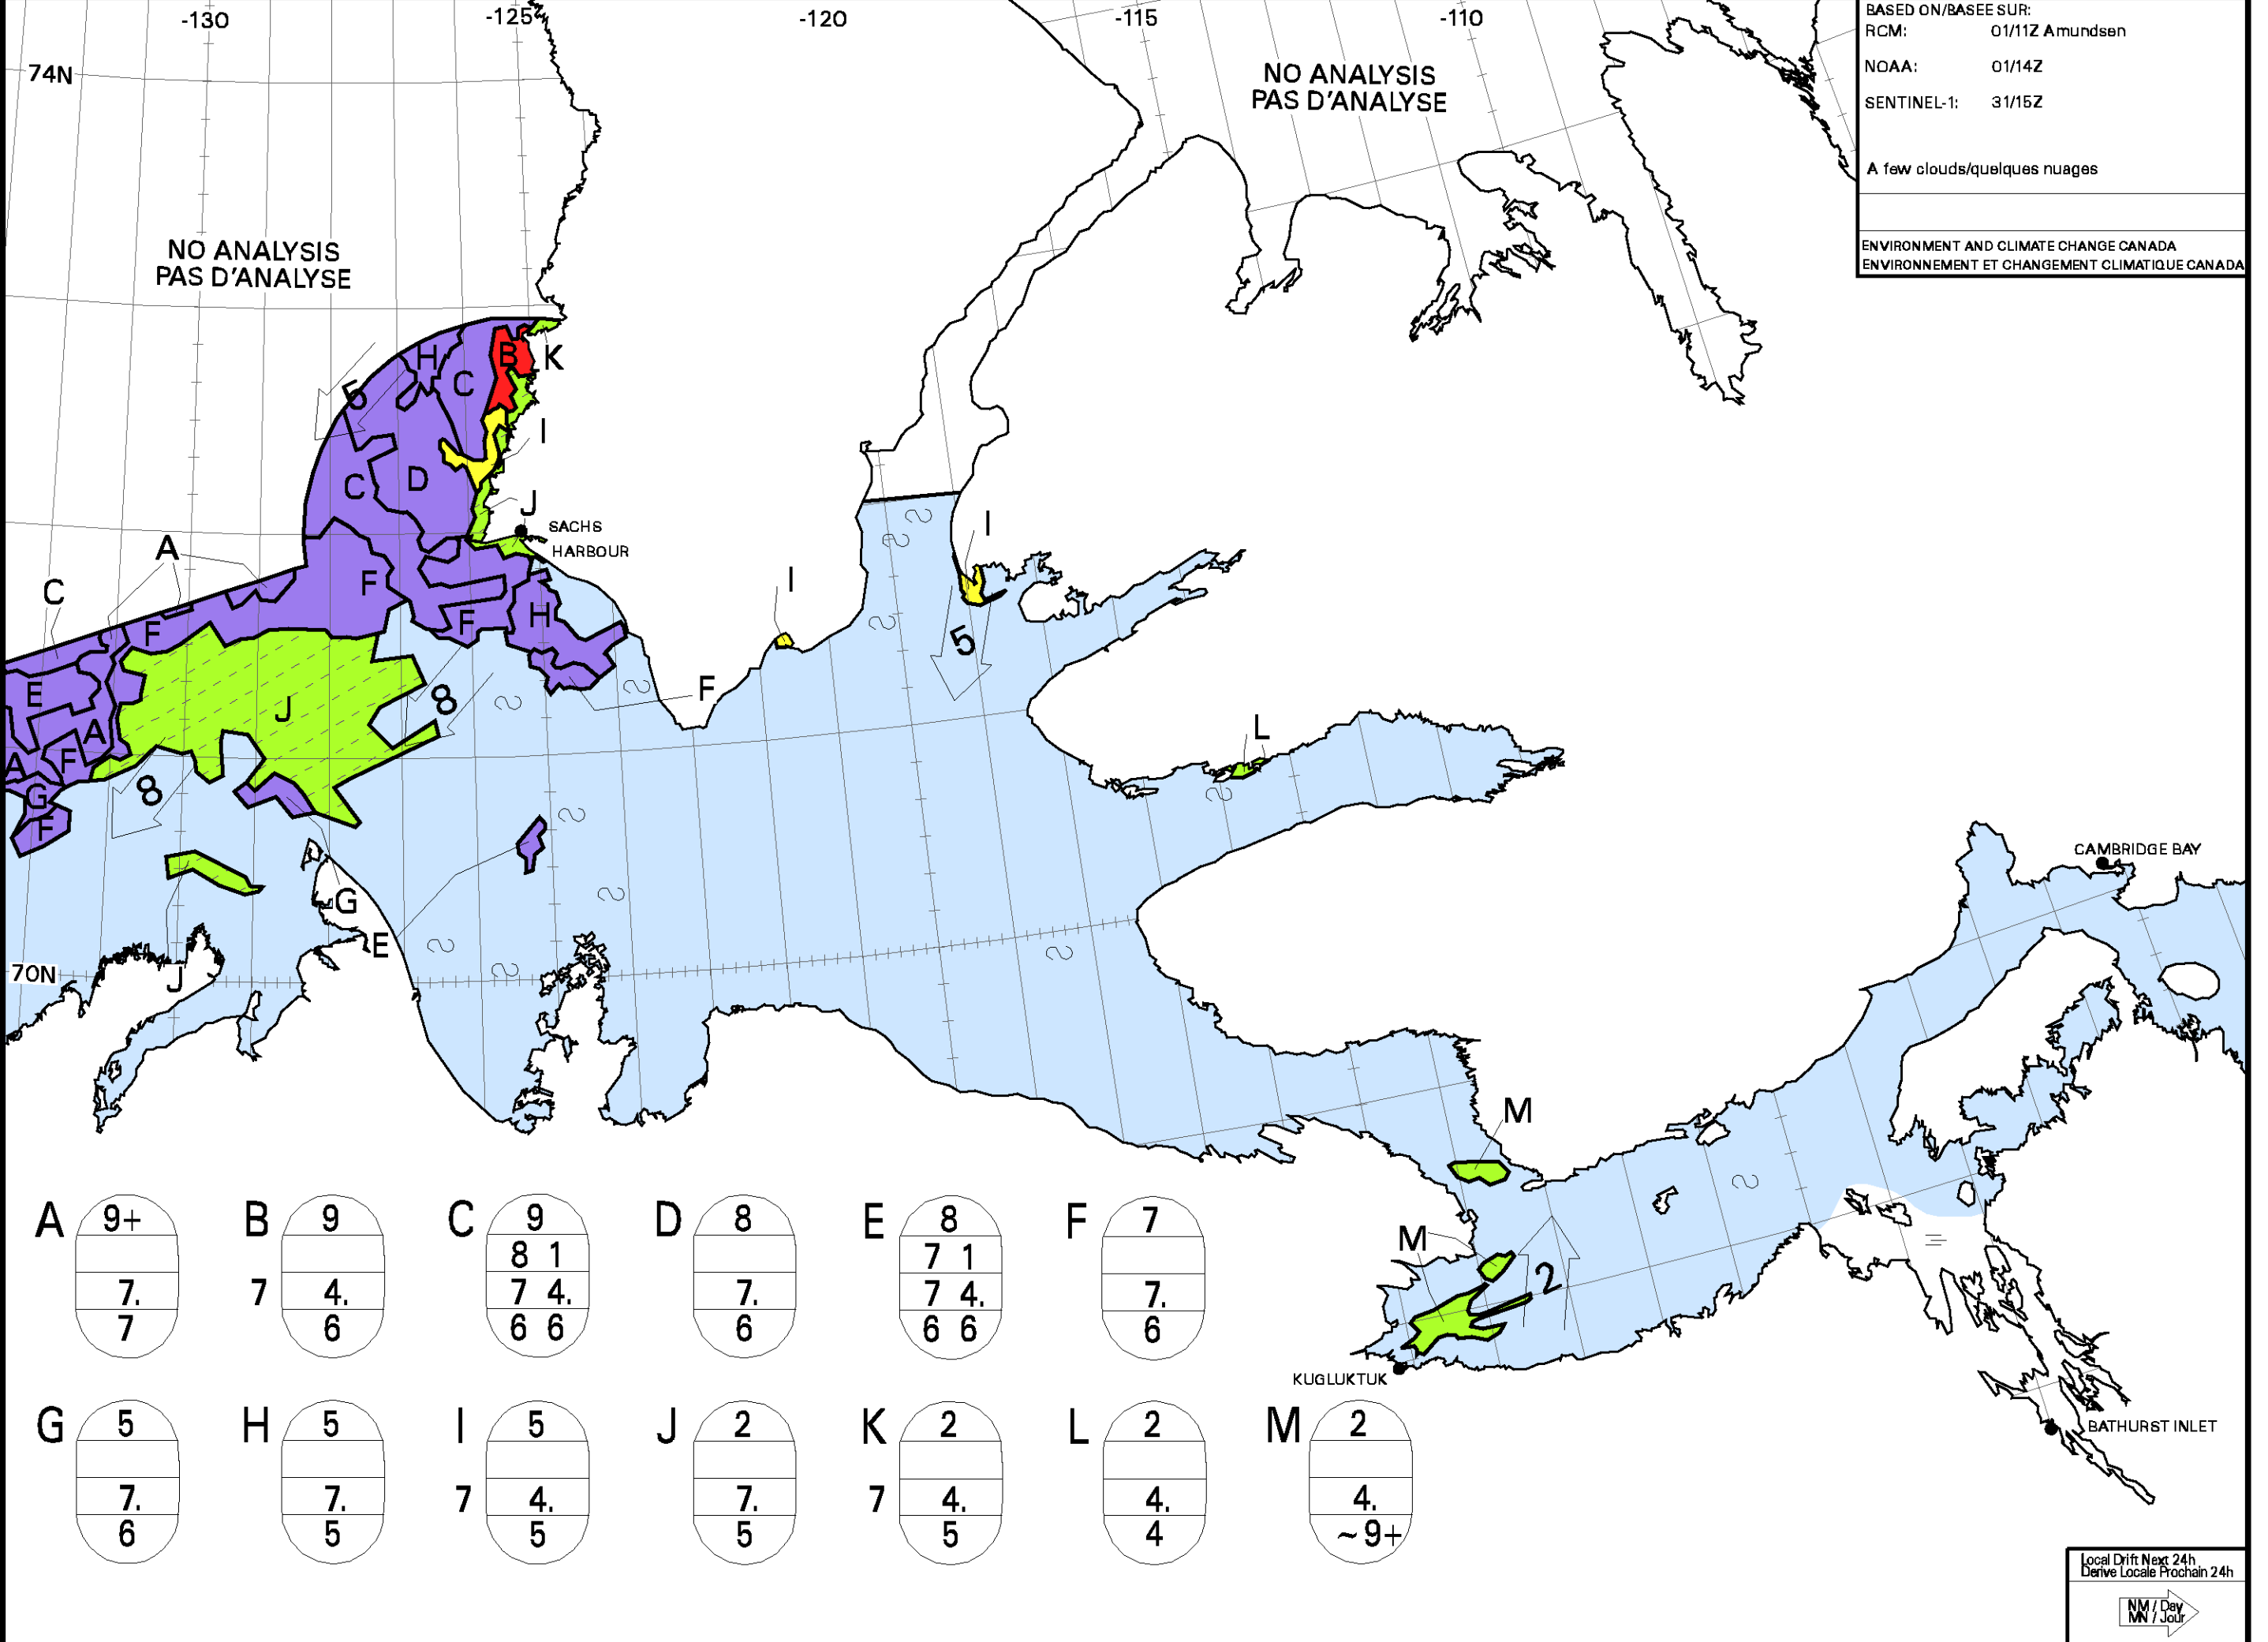 -130
-125
-120
-115
-110
74N
NO ANALYSIS
PAS D'ANALYSE
NO ANALYSIS
PAS D'ANALYSE
BASED ON/BASEE SUR:
RCM: 01/11Z Amundsen
NOAA: 01/14Z
SENTINEL-1: 31/15Z
A few clouds/quelques nuages
ENVIRONMENT AND CLIMATE CHANGE CANADA
ENVIRONNEMENT ET CHANGEMENT CLIMATIQUE CANADA
H
B
K
C
5
I
D
C
J
SACHS
HARBOUR
A
I
C
F
I
F
F
H
5
E
J
8
F
A
L
A
F
8
G
F
CAMBRIDGE BAY
G
E
70N
J
M
M
2
KUGLUKTUK
BATHURST INLET
A 9+ 7. 7
B 9 7 4. 6
C 9 8 1 7 4. 6 6
D 8 7. 6
E 8 7 1 7 4. 6 6
F 7 7. 6
G 5 7. 6
H 5 7. 5
I 5 7 4. 5
J 2 7. 5
K 2 7 4. 5
L 2 4. 4
M 2 4. ~9+
Local Drift Next 24h
Derive Locale Prochain 24h
NM / Day
MN / Jour